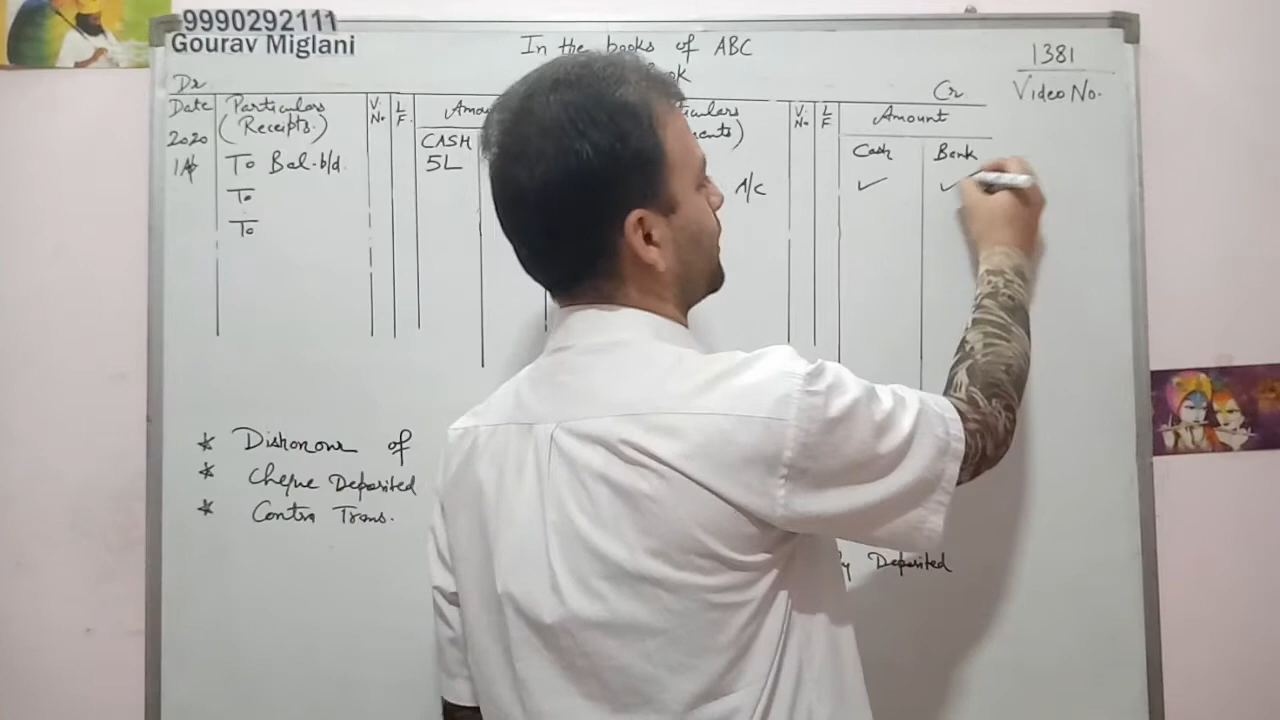 9990292111
Gourav Miglani
In the books of ABC
1381
Video No.
Dr
Cr
Date
Particulars
(Receipts)
V.
No
L
F.
CASH
V.
No
L
F
Amount
Cash
Bank
2020
To Bal-b/d.
5L
A/C
To
To
* Dishonour of
* Cheque Deposited
* Contra Trans.
Deposited